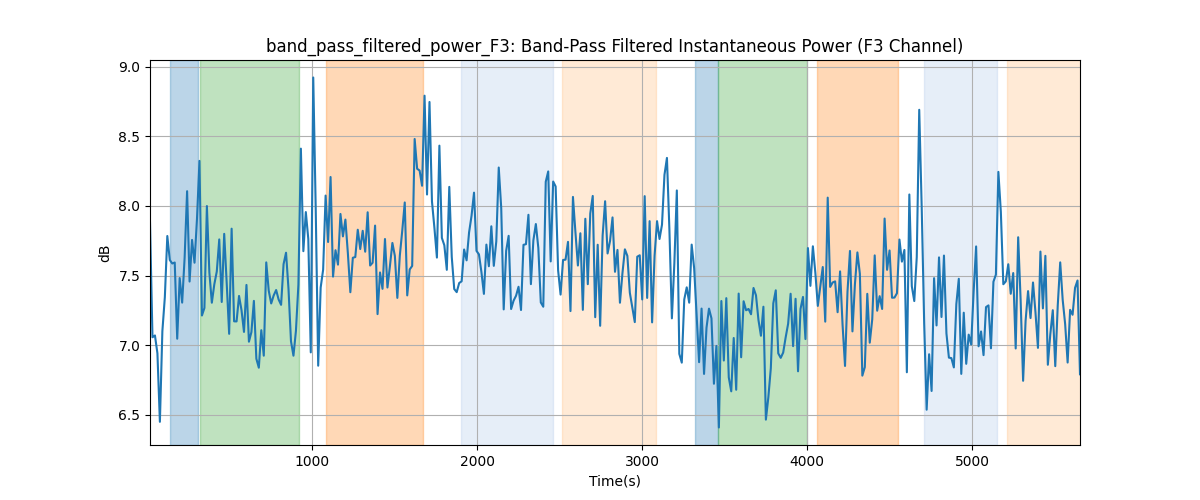 band_pass_filtered_power_F3: Band-Pass Filtered Instantaneous Power (F3 Channel)
9.0
8.5
8.0
7.5
7.0
6.5
dB
1000 2000 3000 4000 5000
Time(s)